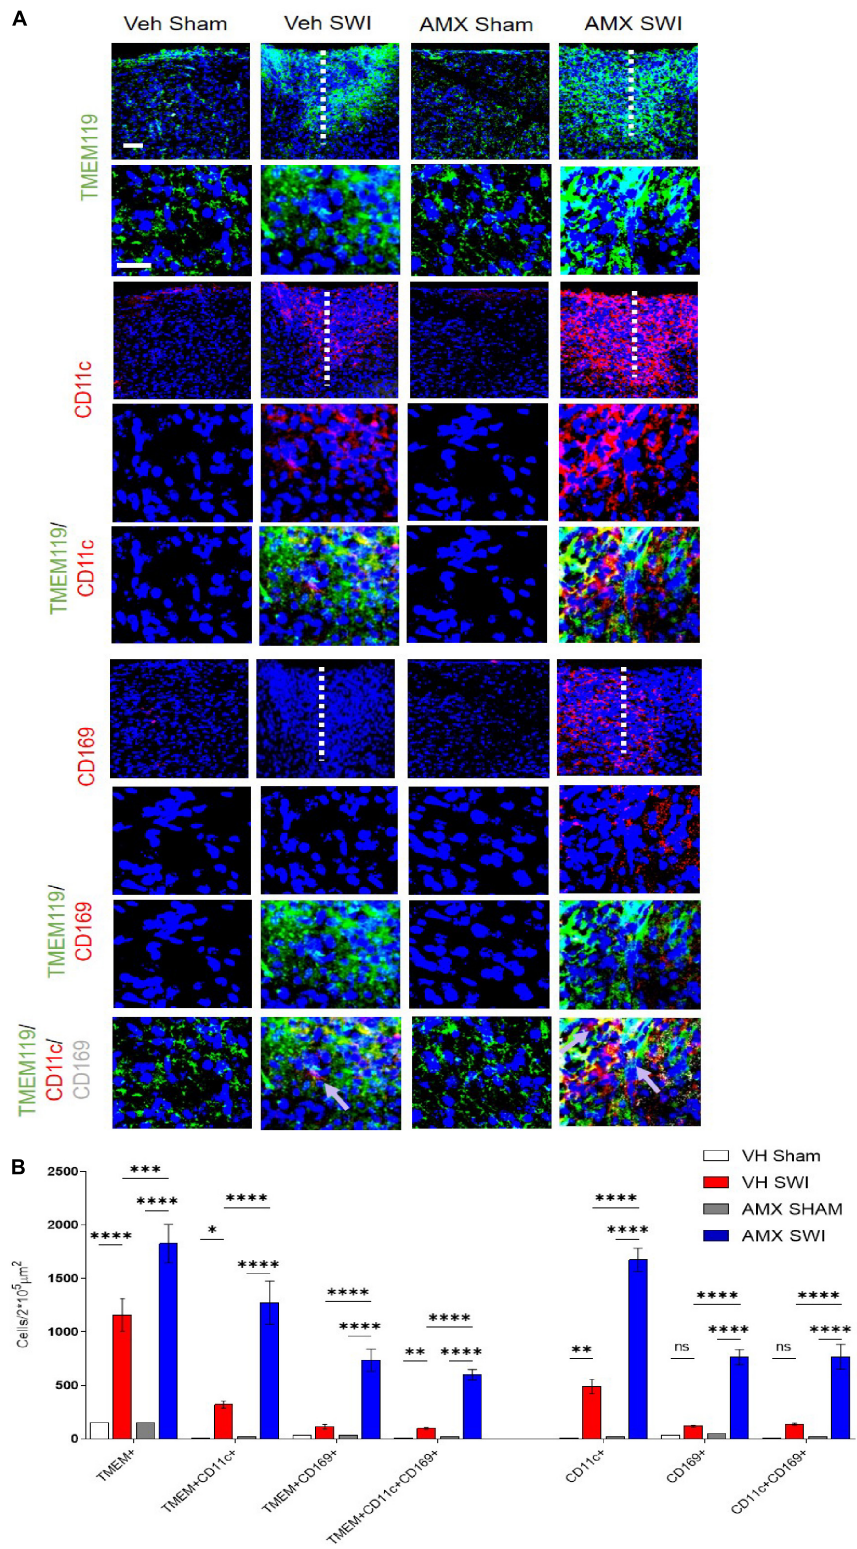 A
Veh Sham
Veh SWI
AMX Sham
AMX SWI
TMEM119
CD11c
TMEM119/
CD11c
CD169
TMEM119/
CD169
TMEM119/
CD11c/
CD169
B
VH Sham
VH SWI
AMX SHAM
AMX SWI
Cells/2*10⁵µm²
2500
2000
1500
1000
500
0
**** *** ****
* **** ****
**** ****
** **** ****
** **** ****
ns **** ****
ns **** ****
TMEM+
TMEM+CD11c+
TMEM+CD169+
TMEM+CD11c+CD169+
CD11c+
CD169+
CD11c+CD169+